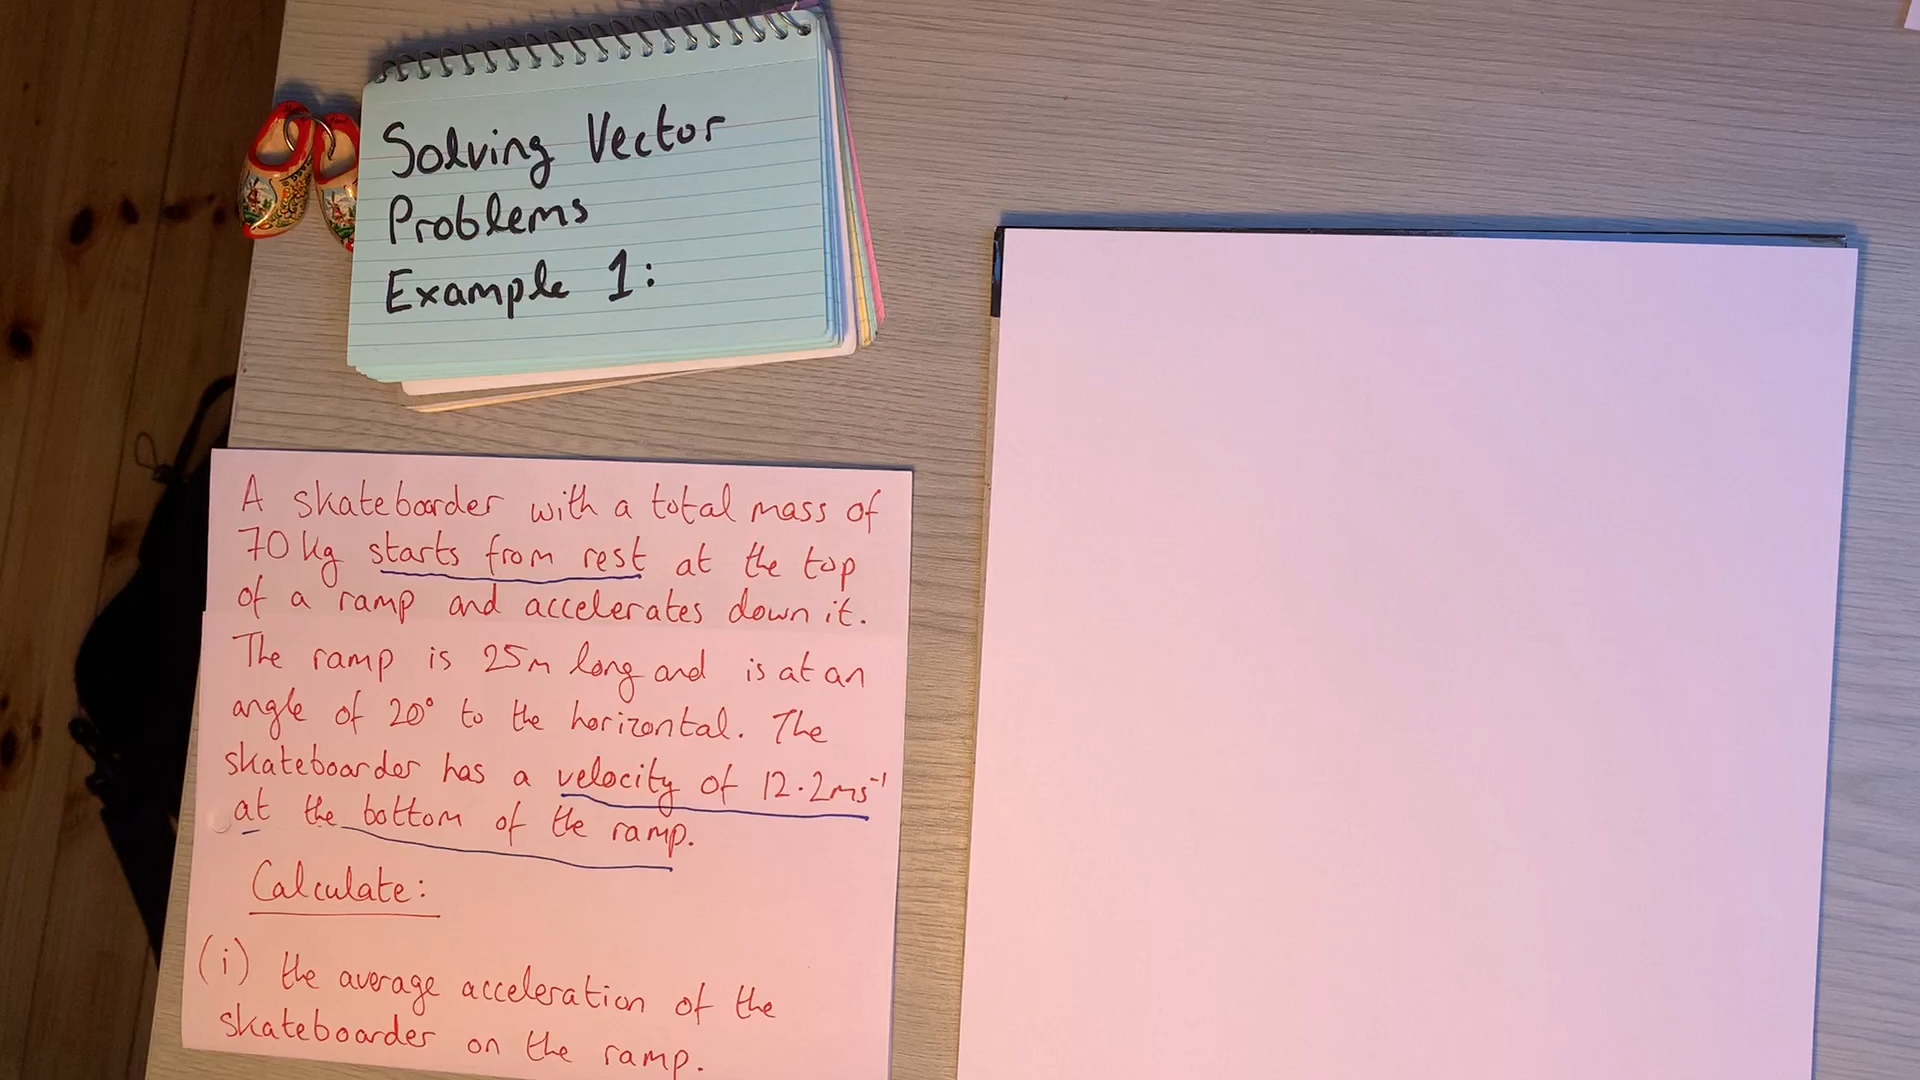 Solving Vector
Problems
Example 1:
A skateboarder with a total mass of
70 kg starts from rest at the top
of a ramp and accelerates down it.
The ramp is 25m long and is at an
angle of 20° to the horizontal. The
skateboarder has a velocity of 12.2ms⁻¹
at the bottom of the ramp.
Calculate:
(i) the average acceleration of the
skateboarder on the ramp.